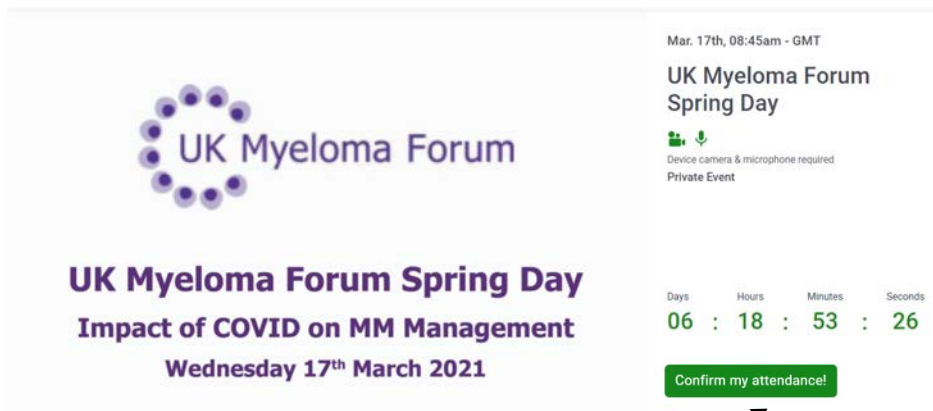 UK Myeloma Forum
UK Myeloma Forum Spring Day
Impact of COVID on MM Management
Wednesday 17th March 2021
Mar. 17th, 08:45am - GMT
UK Myeloma Forum
Spring Day
Device camera & microphone required
Private Event
Days Hours Minutes Seconds
06 : 18 : 53 : 26
Confirm my attendance!